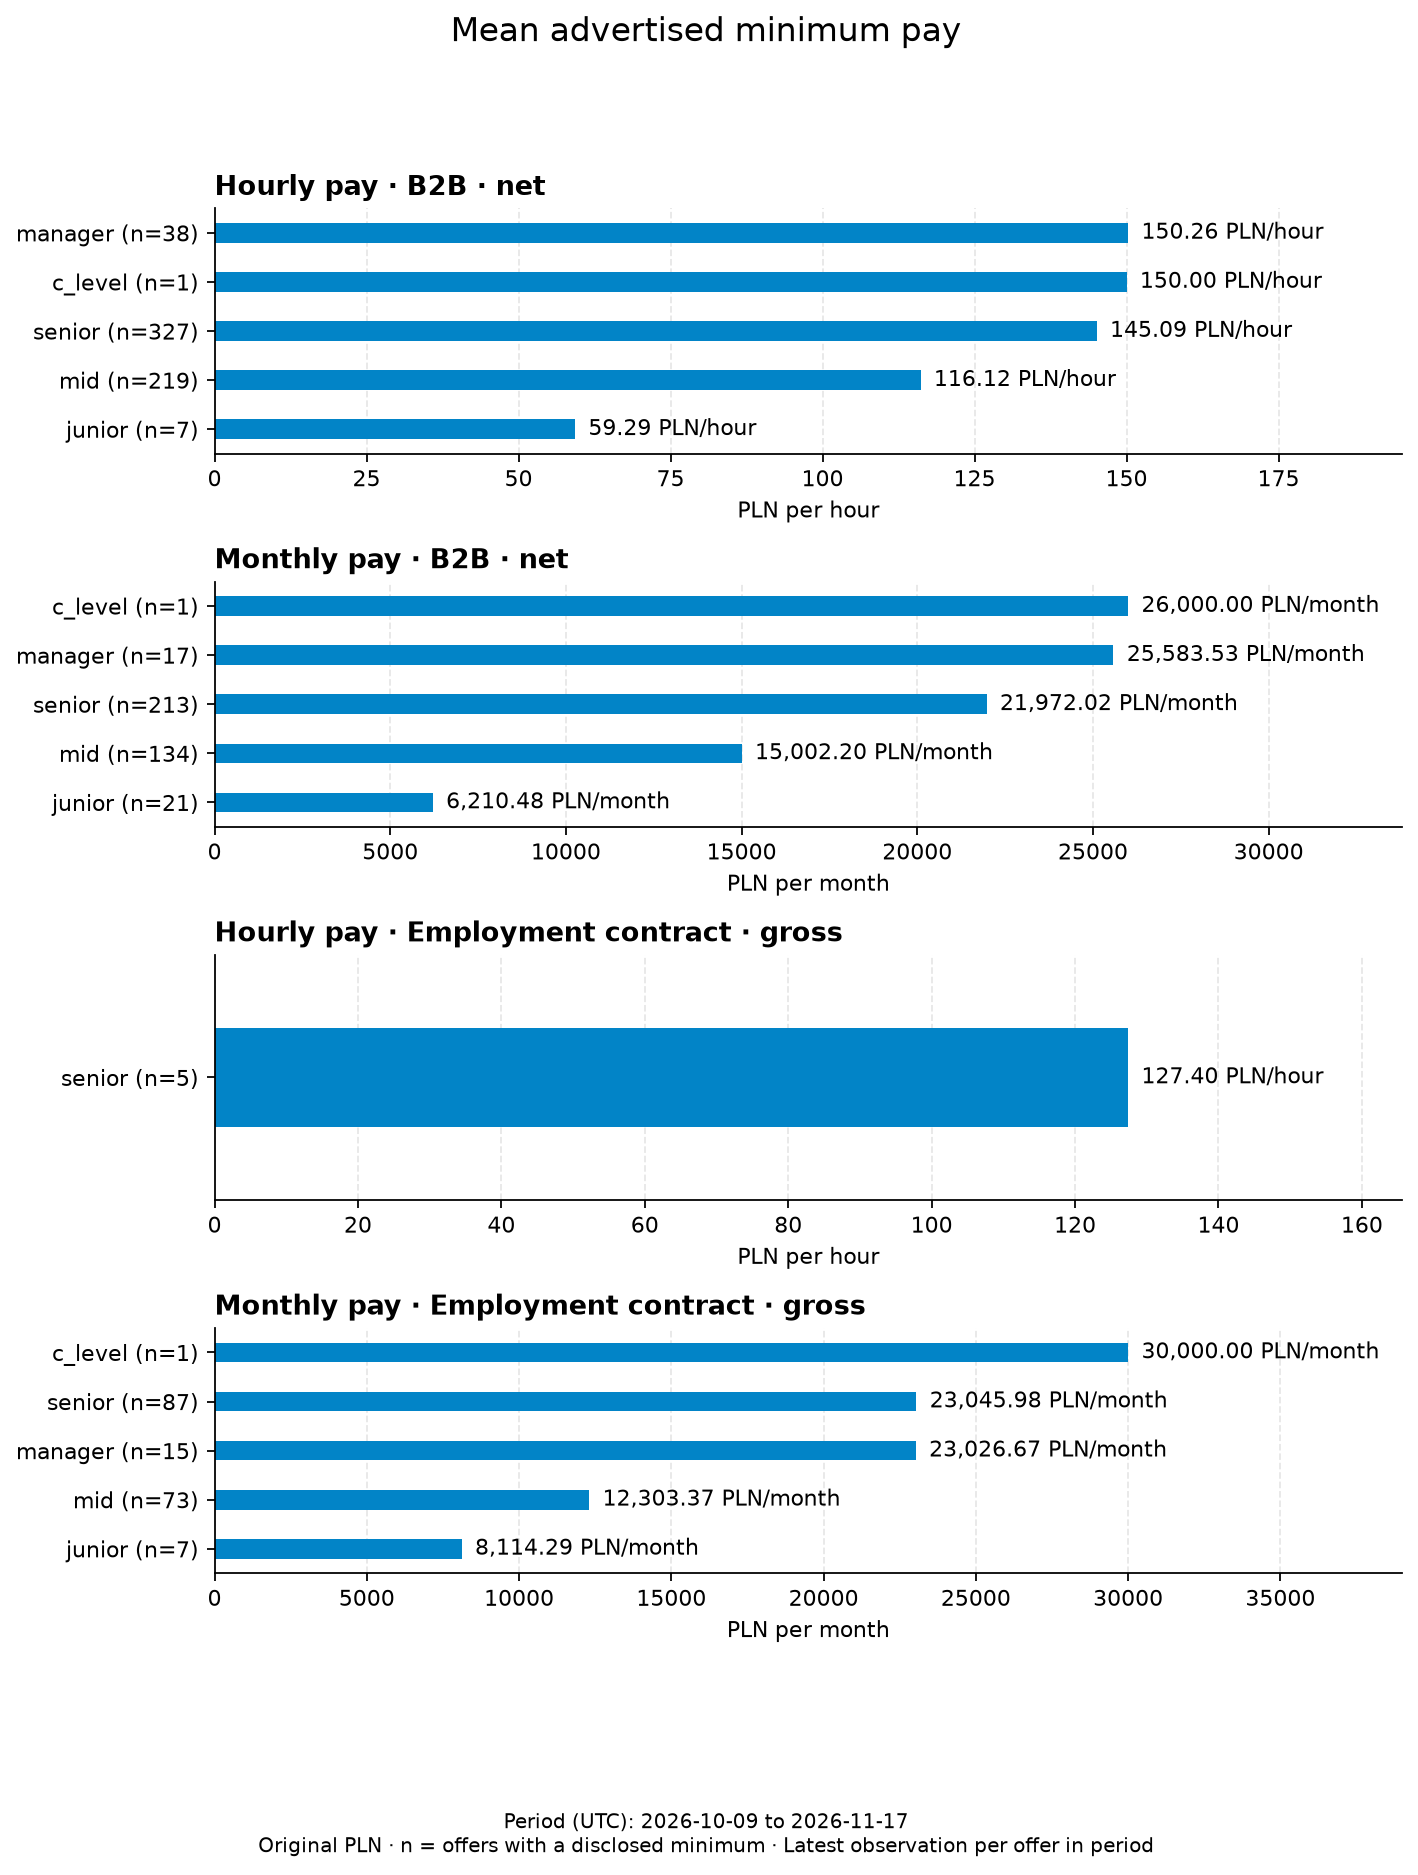 Mean advertised minimum pay
Hourly pay · B2B · net
manager (n=38) 150.26 PLN/hour
c_level (n=1) 150.00 PLN/hour
senior (n=327) 145.09 PLN/hour
mid (n=219) 116.12 PLN/hour
junior (n=7) 59.29 PLN/hour
0 25 50 75 100 125 150 175
PLN per hour
Monthly pay · B2B · net
c_level (n=1) 26,000.00 PLN/month
manager (n=17) 25,583.53 PLN/month
senior (n=213) 21,972.02 PLN/month
mid (n=134) 15,002.20 PLN/month
junior (n=21) 6,210.48 PLN/month
0 5000 10000 15000 20000 25000 30000
PLN per month
Hourly pay · Employment contract · gross
senior (n=5) 127.40 PLN/hour
0 20 40 60 80 100 120 140 160
PLN per hour
Monthly pay · Employment contract · gross
c_level (n=1) 30,000.00 PLN/month
senior (n=87) 23,045.98 PLN/month
manager (n=15) 23,026.67 PLN/month
mid (n=73) 12,303.37 PLN/month
junior (n=7) 8,114.29 PLN/month
0 5000 10000 15000 20000 25000 30000 35000
PLN per month
Period (UTC): 2026-10-09 to 2026-11-17
Original PLN · n = offers with a disclosed minimum · Latest observation per offer in period